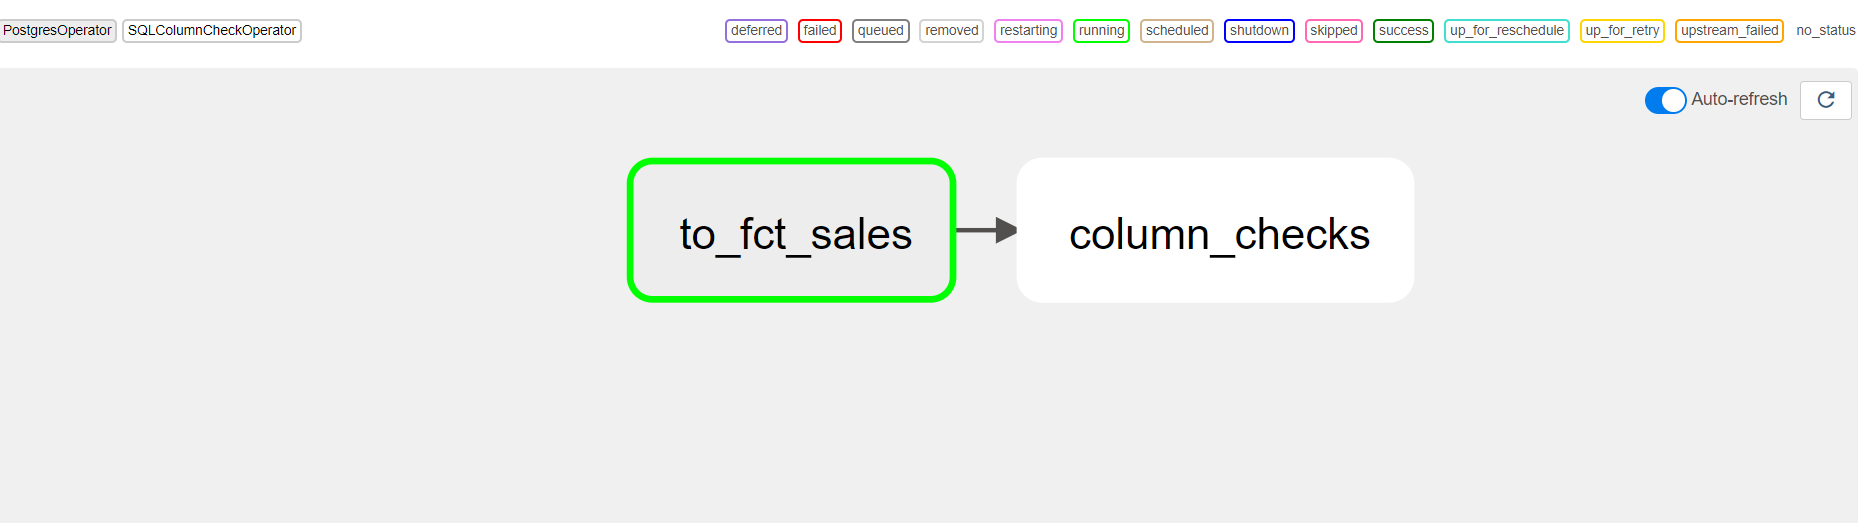 PostgresOperator SQLColumnCheckOperator deferred failed queued removed restarting running scheduled shutdown skipped success up_for_reschedule up_for_retry upstream_failed no_status
Auto-refresh
to_fct_sales column_checks